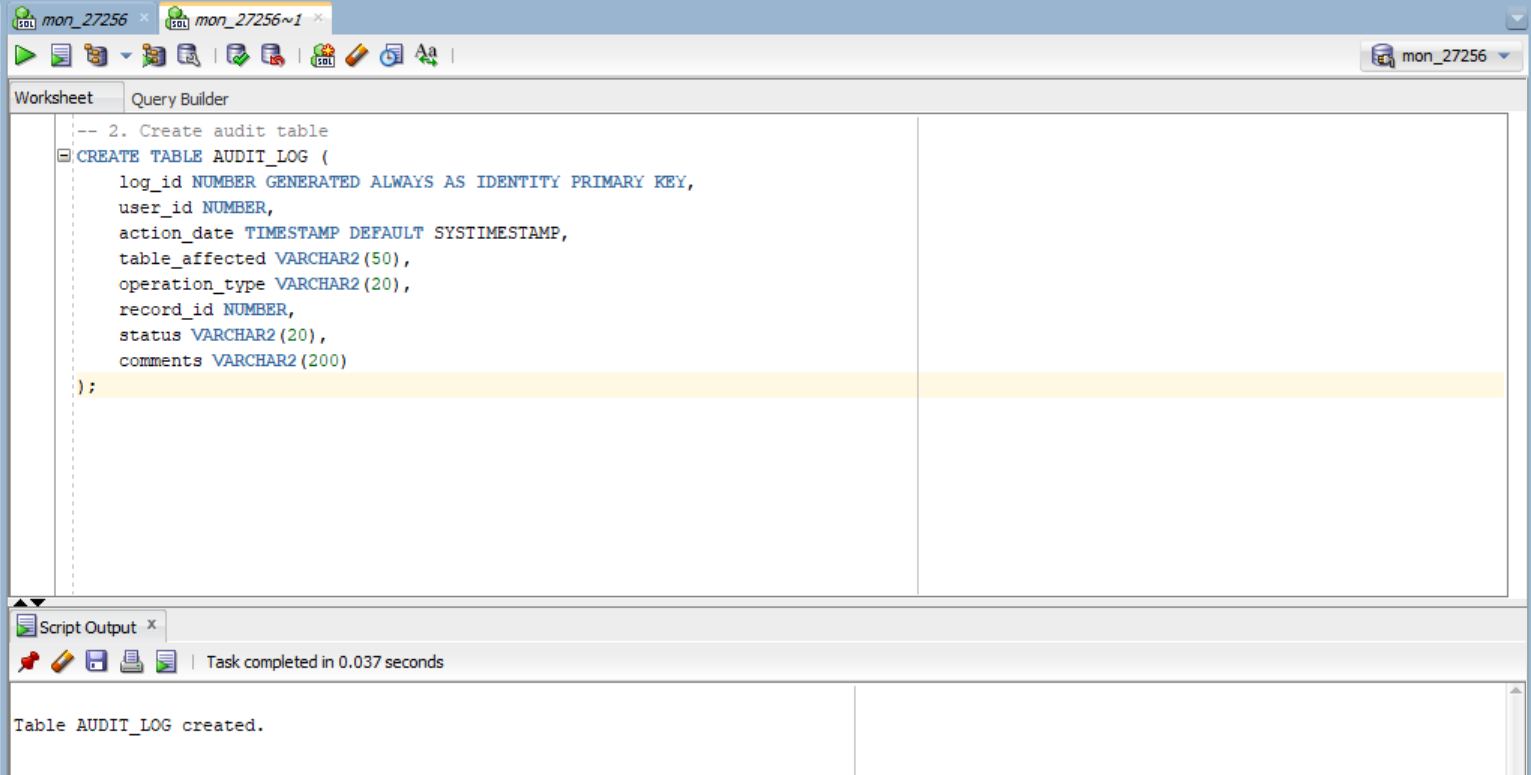 mon_27256 mon_27256~1
mon_27256
Worksheet Query Builder
-- 2. Create audit table
CREATE TABLE AUDIT_LOG (
    log_id NUMBER GENERATED ALWAYS AS IDENTITY PRIMARY KEY,
    user_id NUMBER,
    action_date TIMESTAMP DEFAULT SYSTIMESTAMP,
    table_affected VARCHAR2(50),
    operation_type VARCHAR2(20),
    record_id NUMBER,
    status VARCHAR2(20),
    comments VARCHAR2(200)
);
Script Output x
Task completed in 0.037 seconds
Table AUDIT_LOG created.